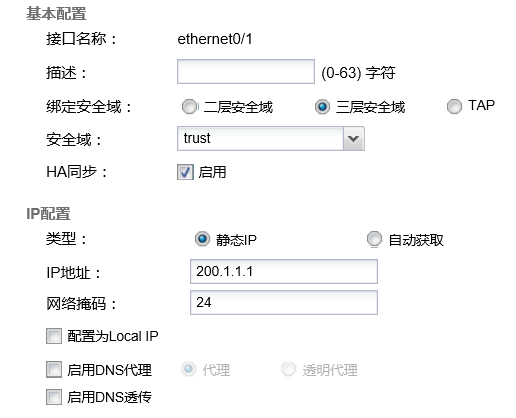 基本配置
接口名称： ethernet0/1
描述： (0-63) 字符
绑定安全域： 二层安全域 三层安全域 TAP
安全域： trust
HA同步： 启用
IP配置
类型： 静态IP 自动获取
IP地址： 200.1.1.1
网络掩码： 24
配置为Local IP
启用DNS代理 代理 透明代理
启用DNS透传